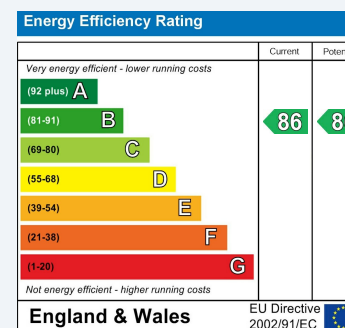 Energy Efficiency Rating
Current
Very energy efficient - lower running costs
(92 plus) A
(81-91) B 86
(69-80) C
(55-68) D
(39-54) E
(21-38) F
(1-20) G
Not energy efficient - higher running costs
England & Wales
EU Directive
2002/91/EC